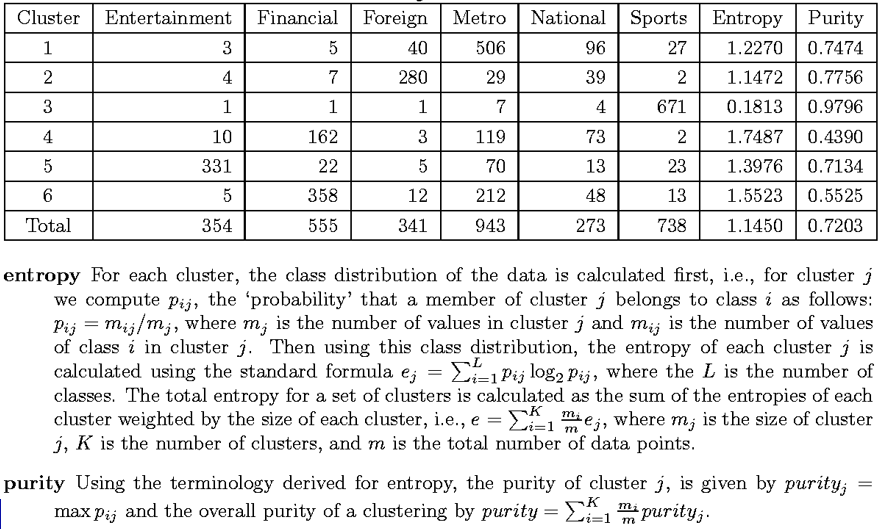 Cluster Entertainment Financial Foreign Metro National Sports Entropy Purity
1 3 5 40 506 96 27 1.2270 0.7474
2 4 7 280 29 39 2 1.1472 0.7756
3 1 1 1 7 4 671 0.1813 0.9796
4 10 162 3 119 73 2 1.7487 0.4390
5 331 22 5 70 13 23 1.3976 0.7134
6 5 358 12 212 48 13 1.5523 0.5525
Total 354 555 341 943 273 738 1.1450 0.7203
entropy For each cluster, the class distribution of the data is calculated first, i.e., for cluster j
we compute p_{ij}, the ‘probability’ that a member of cluster j belongs to class i as follows:
p_{ij} = m_{ij}/m_j, where m_j is the number of values in cluster j and m_{ij} is the number of values
of class i in cluster j. Then using this class distribution, the entropy of each cluster j is
calculated using the standard formula e_j = ∑_{i=1}^{L} p_{ij} log_2 p_{ij}, where the L is the number of
classes. The total entropy for a set of clusters is calculated as the sum of the entropies of each
cluster weighted by the size of each cluster, i.e., e = ∑_{i=1}^{K} \frac{m_i}{m} e_j, where m_j is the size of cluster
j, K is the number of clusters, and m is the total number of data points.
purity Using the terminology derived for entropy, the purity of cluster j, is given by purity_j =
max p_{ij} and the overall purity of a clustering by purity = ∑_{i=1}^{K} \frac{m_i}{m} purity_j.